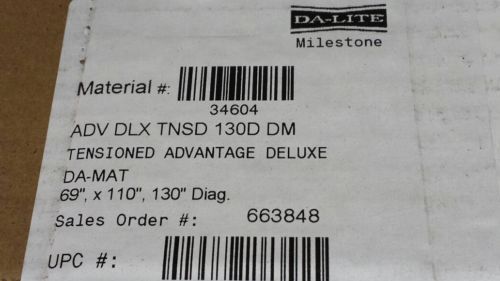 DA-LITE
Milestone
Material #:
34604
ADV DLX TNSD 130D DM
TENSIONED ADVANTAGE DELUXE
DA-MAT
69", x 110", 130" Diag.
Sales Order #: 663848
UPC #: